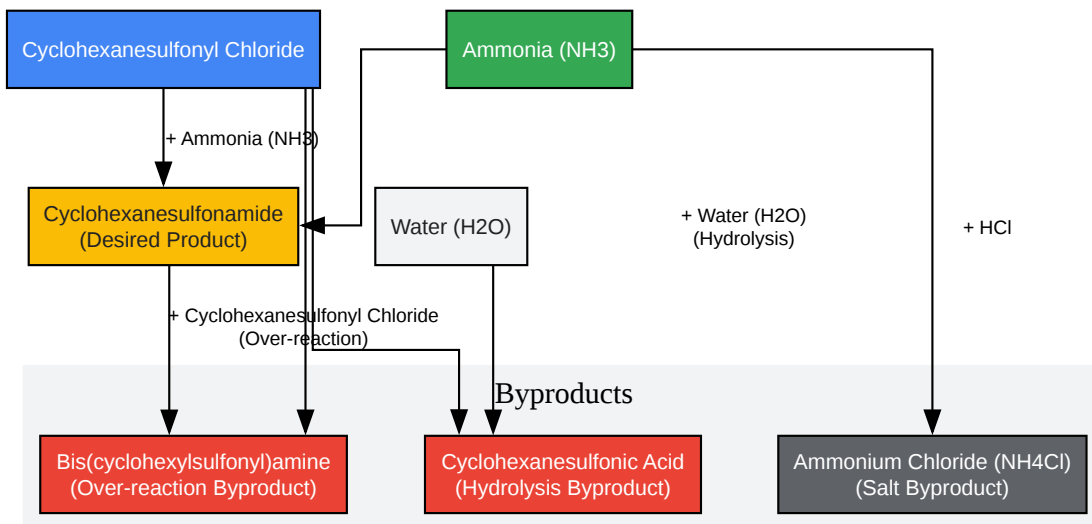 Cyclohexanesulfonyl Chloride
Ammonia (NH3)
+ Ammonia (NH3)
Cyclohexanesulfonamide
(Desired Product)
Water (H2O)
+ Water (H2O)
(Hydrolysis)
+ HCl
+ Cyclohexanesulfonyl Chloride
(Over-reaction)
Byproducts
Bis(cyclohexylsulfonyl)amine
(Over-reaction Byproduct)
Cyclohexanesulfonic Acid
(Hydrolysis Byproduct)
Ammonium Chloride (NH4Cl)
(Salt Byproduct)